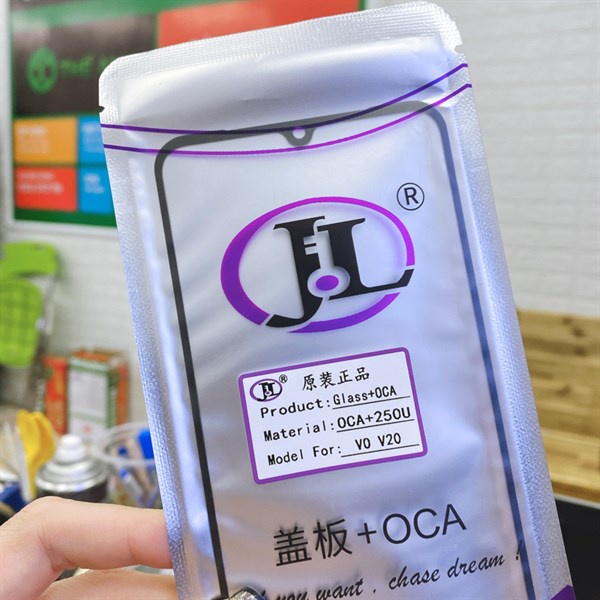 ®
JL
JL ® 原装正品
Product: Glass+OCA
Material: OCA+250U
Model For: VO V20
盖板+OCA
you want , chase dream !